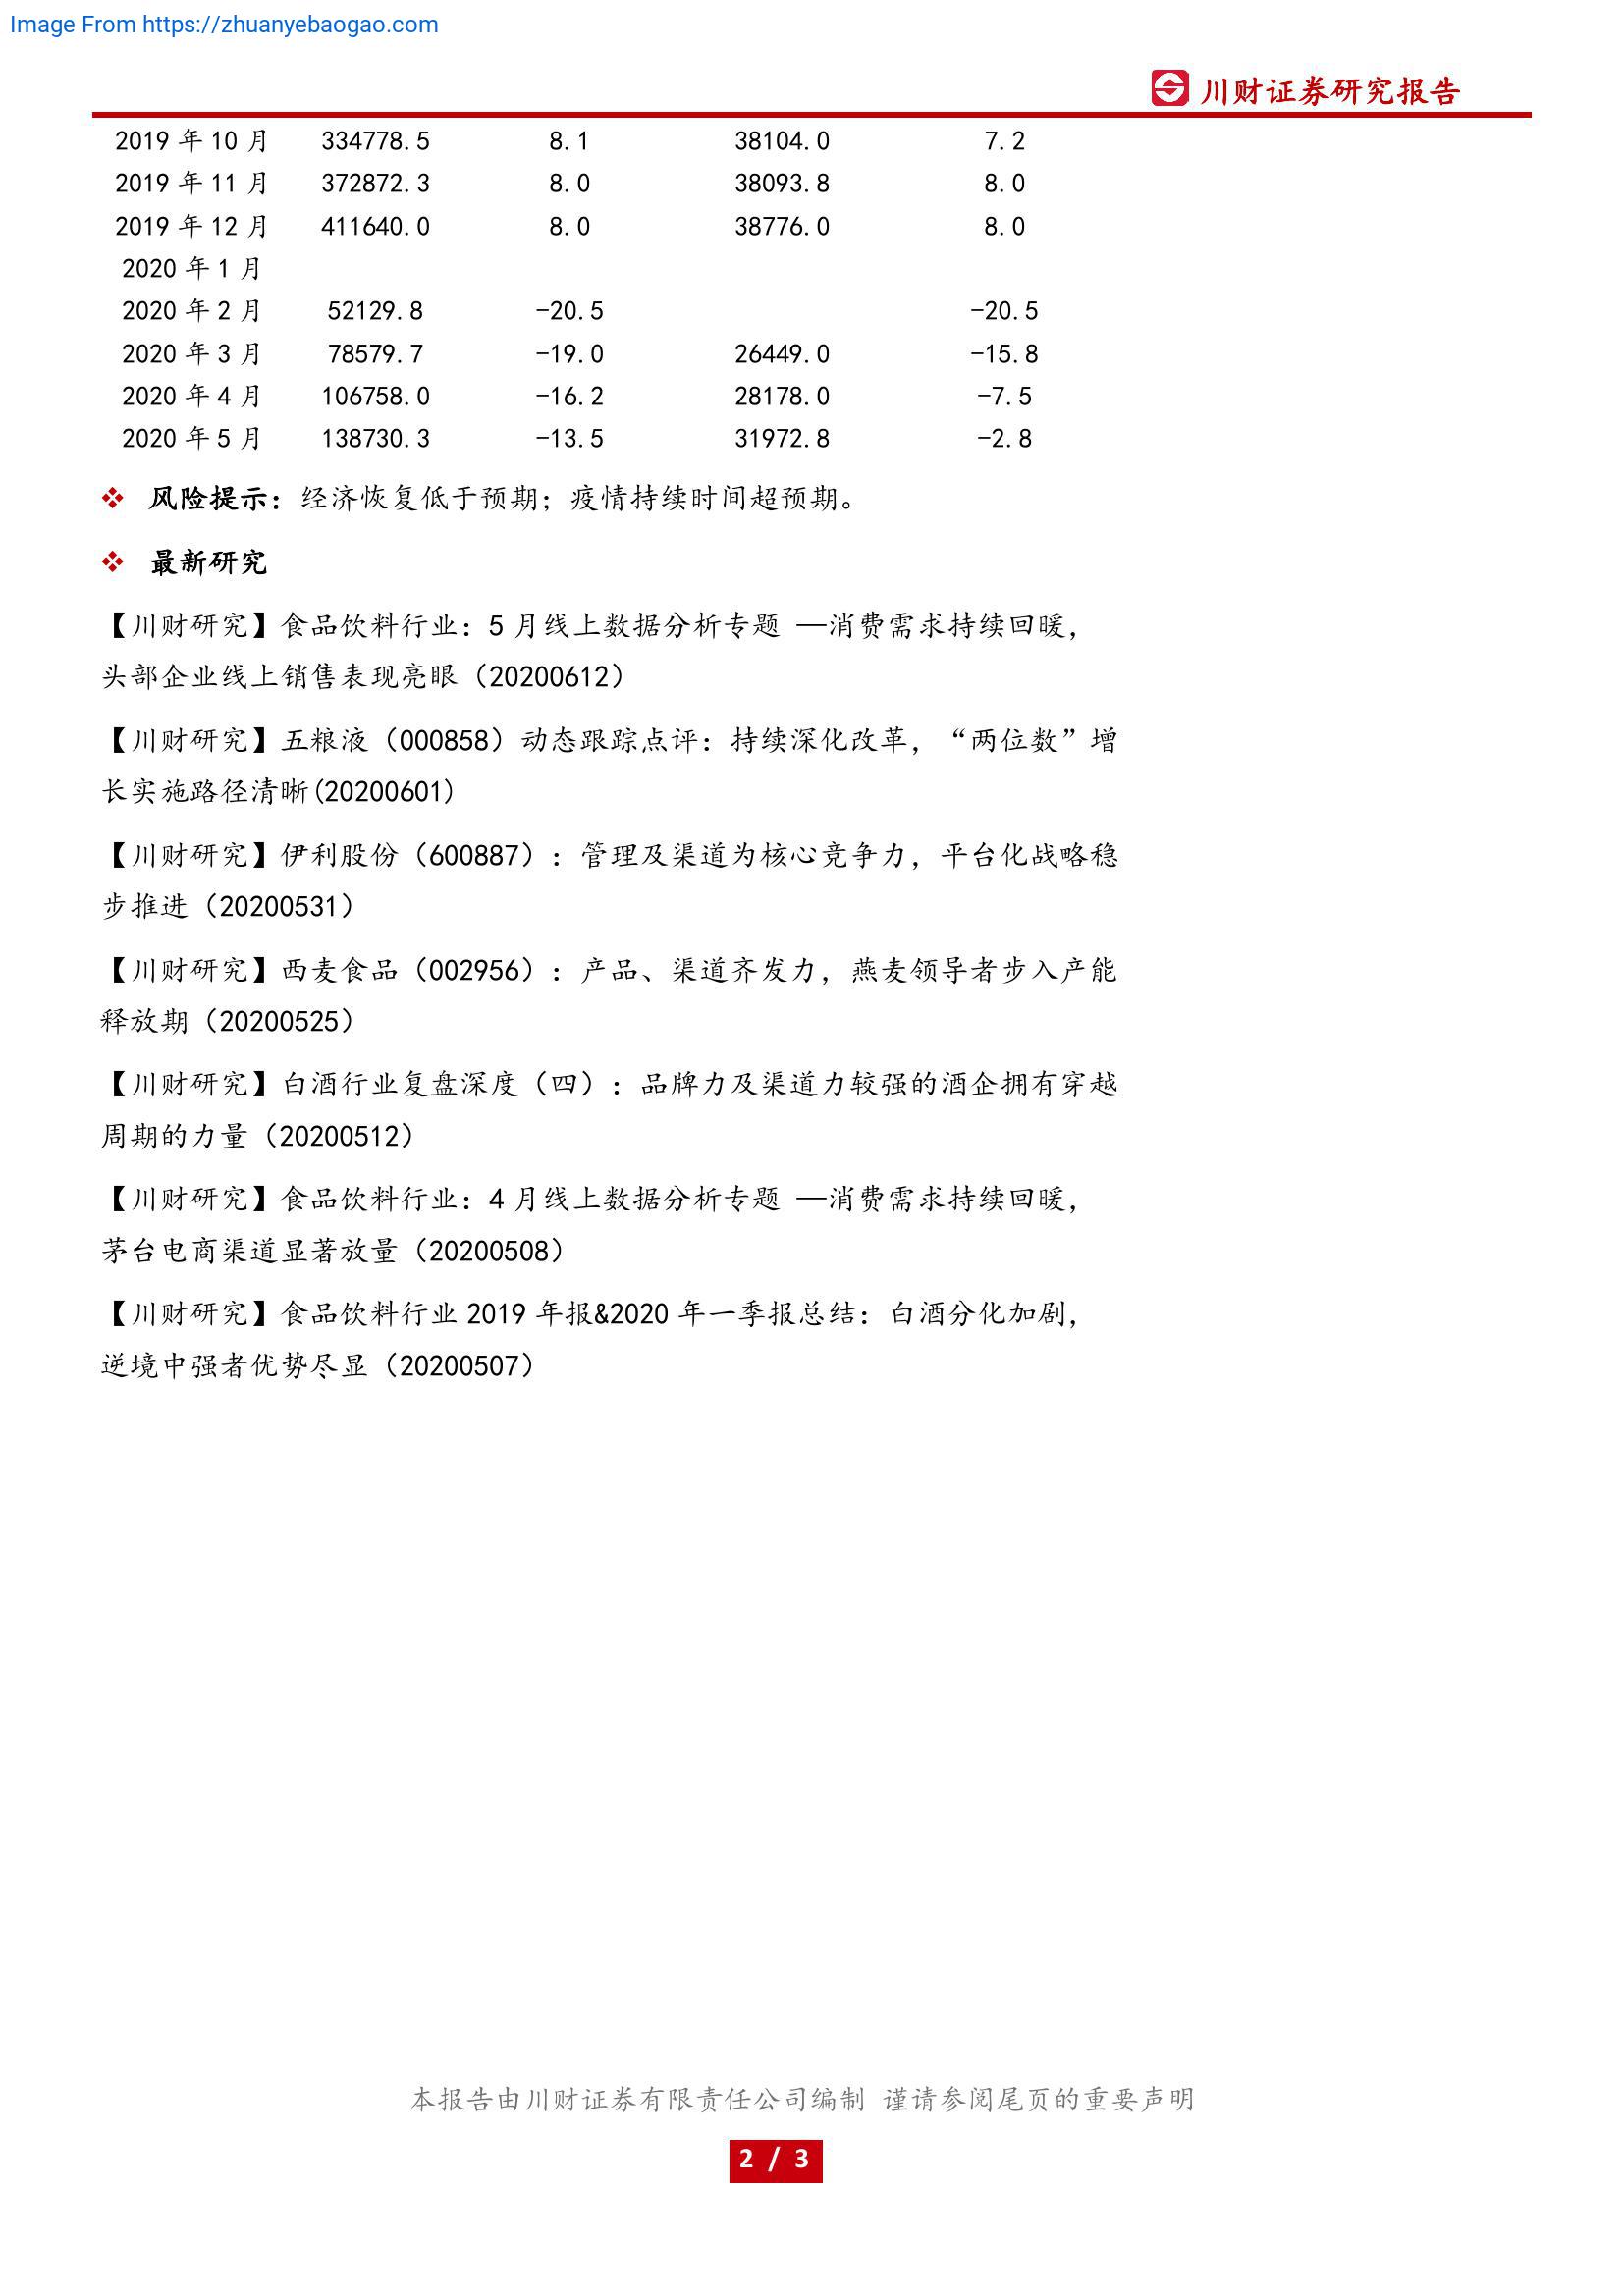 Image From https://zhuanyebaogao.com
川财证券研究报告
2019 年 10 月 334778.5 8.1 38104.0 7.2
2019 年 11 月 372872.3 8.0 38093.8 8.0
2019 年 12 月 411640.0 8.0 38776.0 8.0
2020 年 1 月
2020 年 2 月 52129.8 -20.5 -20.5
2020 年 3 月 78579.7 -19.0 26449.0 -15.8
2020 年 4 月 106758.0 -16.2 28178.0 -7.5
2020 年 5 月 138730.3 -13.5 31972.8 -2.8
❖ 风险提示：经济恢复低于预期；疫情持续时间超预期。
❖ 最新研究
【川财研究】食品饮料行业：5 月线上数据分析专题 —消费需求持续回暖，
头部企业线上销售表现亮眼（20200612）
【川财研究】五粮液（000858）动态跟踪点评：持续深化改革，“两位数”增
长实施路径清晰(20200601)
【川财研究】伊利股份（600887）：管理及渠道为核心竞争力，平台化战略稳
步推进（20200531）
【川财研究】西麦食品（002956）：产品、渠道齐发力，燕麦领导者步入产能
释放期（20200525）
【川财研究】白酒行业复盘深度（四）：品牌力及渠道力较强的酒企拥有穿越
周期的力量（20200512）
【川财研究】食品饮料行业：4 月线上数据分析专题 —消费需求持续回暖，
茅台电商渠道显著放量（20200508）
【川财研究】食品饮料行业 2019 年报&2020 年一季报总结：白酒分化加剧，
逆境中强者优势尽显（20200507）
本报告由川财证券有限责任公司编制 谨请参阅尾页的重要声明
2 / 3